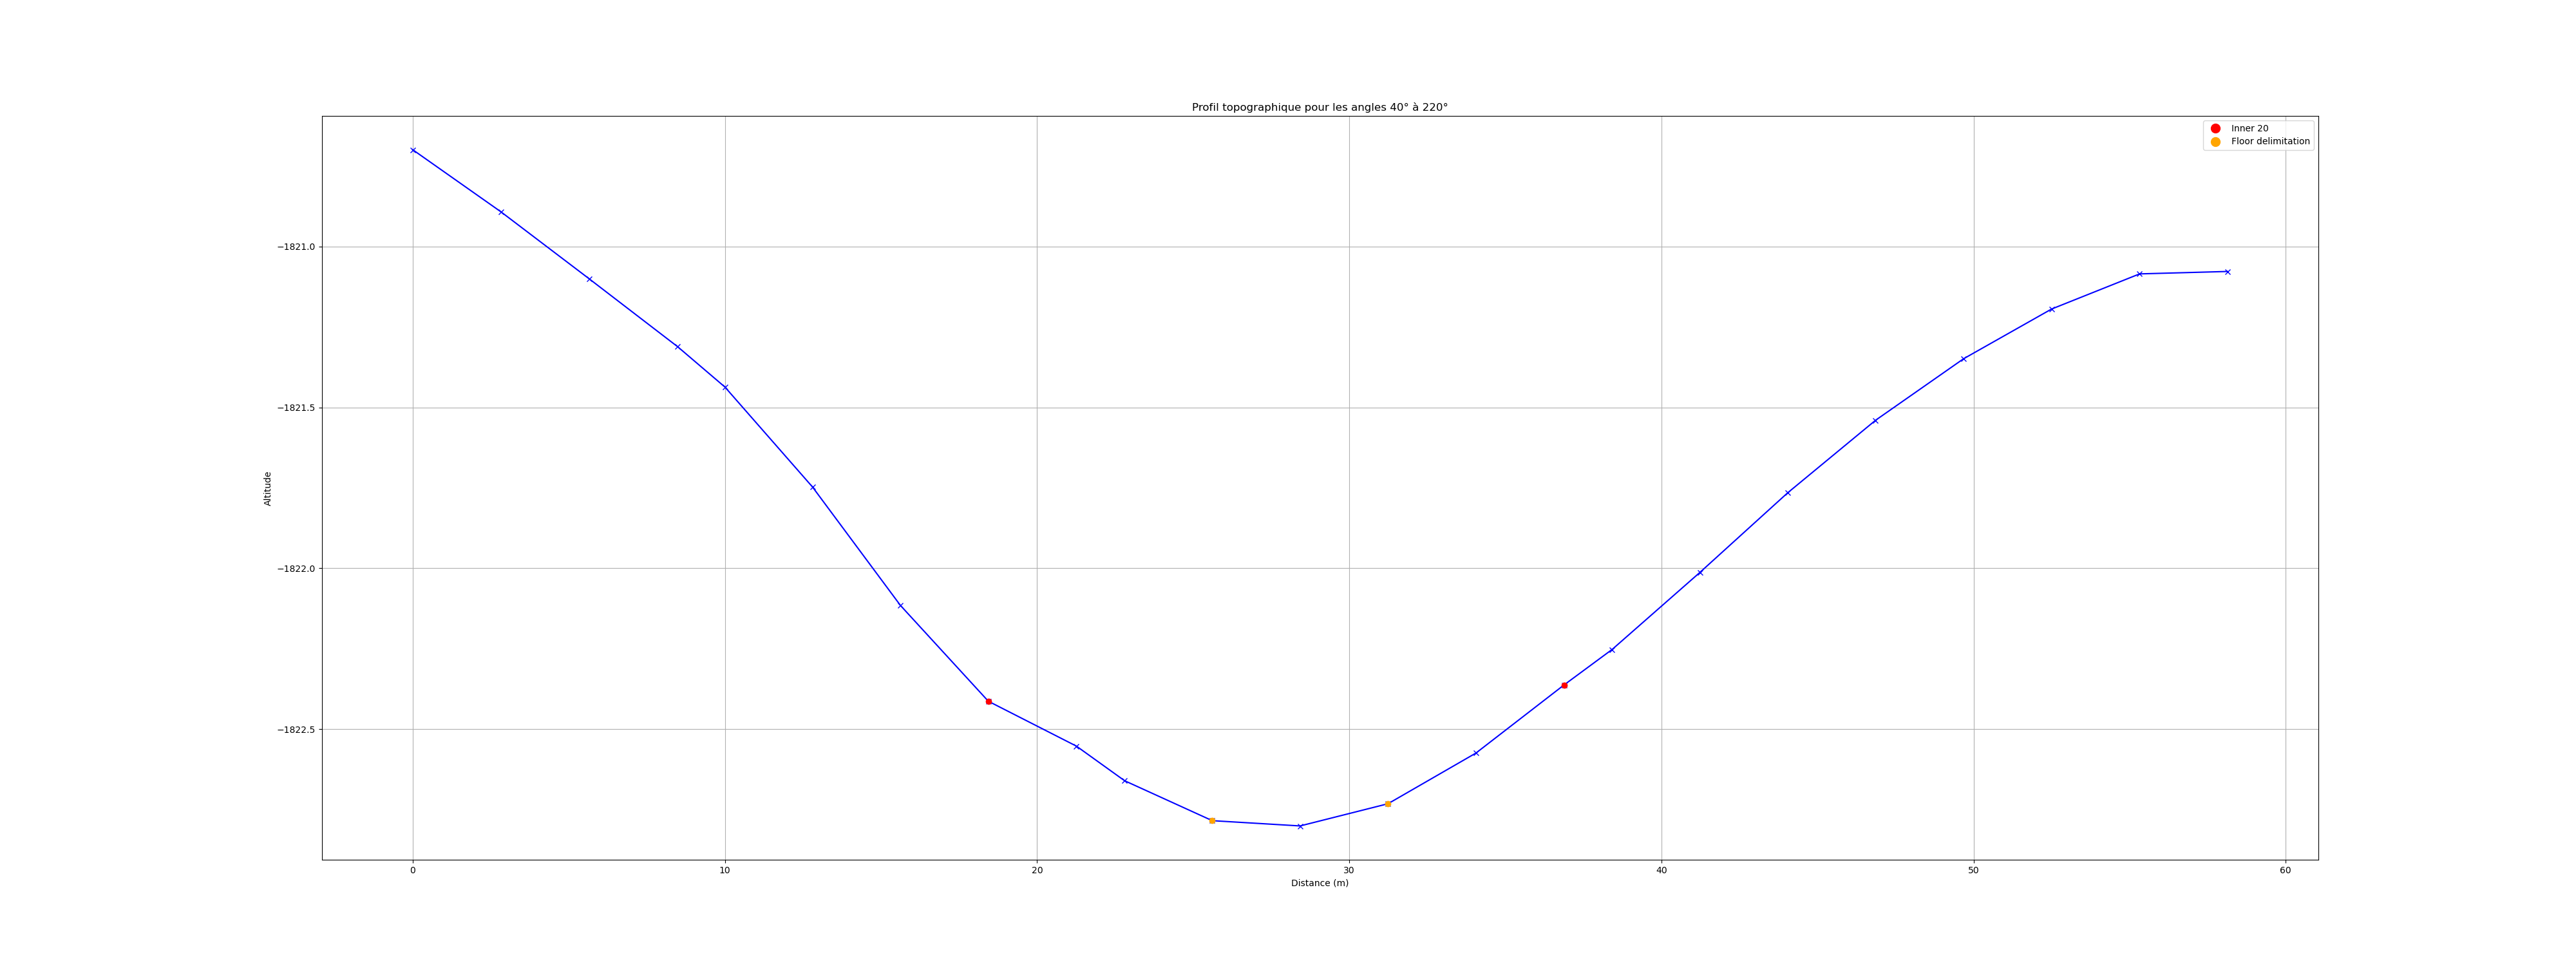 Profil topographique pour les angles 40° à 220°
Inner 20
Floor delimitation
−1821.0
−1821.5
−1822.0
−1822.5
Altitude
0 10 20 30 40 50 60
Distance (m)